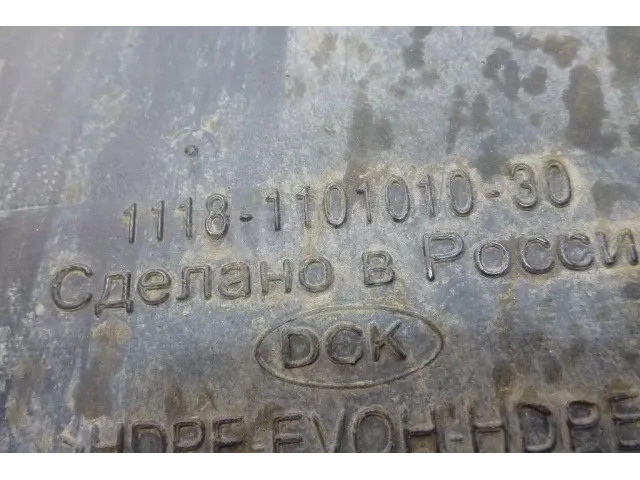 1118-1101010-30
Сделано в Росси
DCK
HDPE-EVOH-HDPE